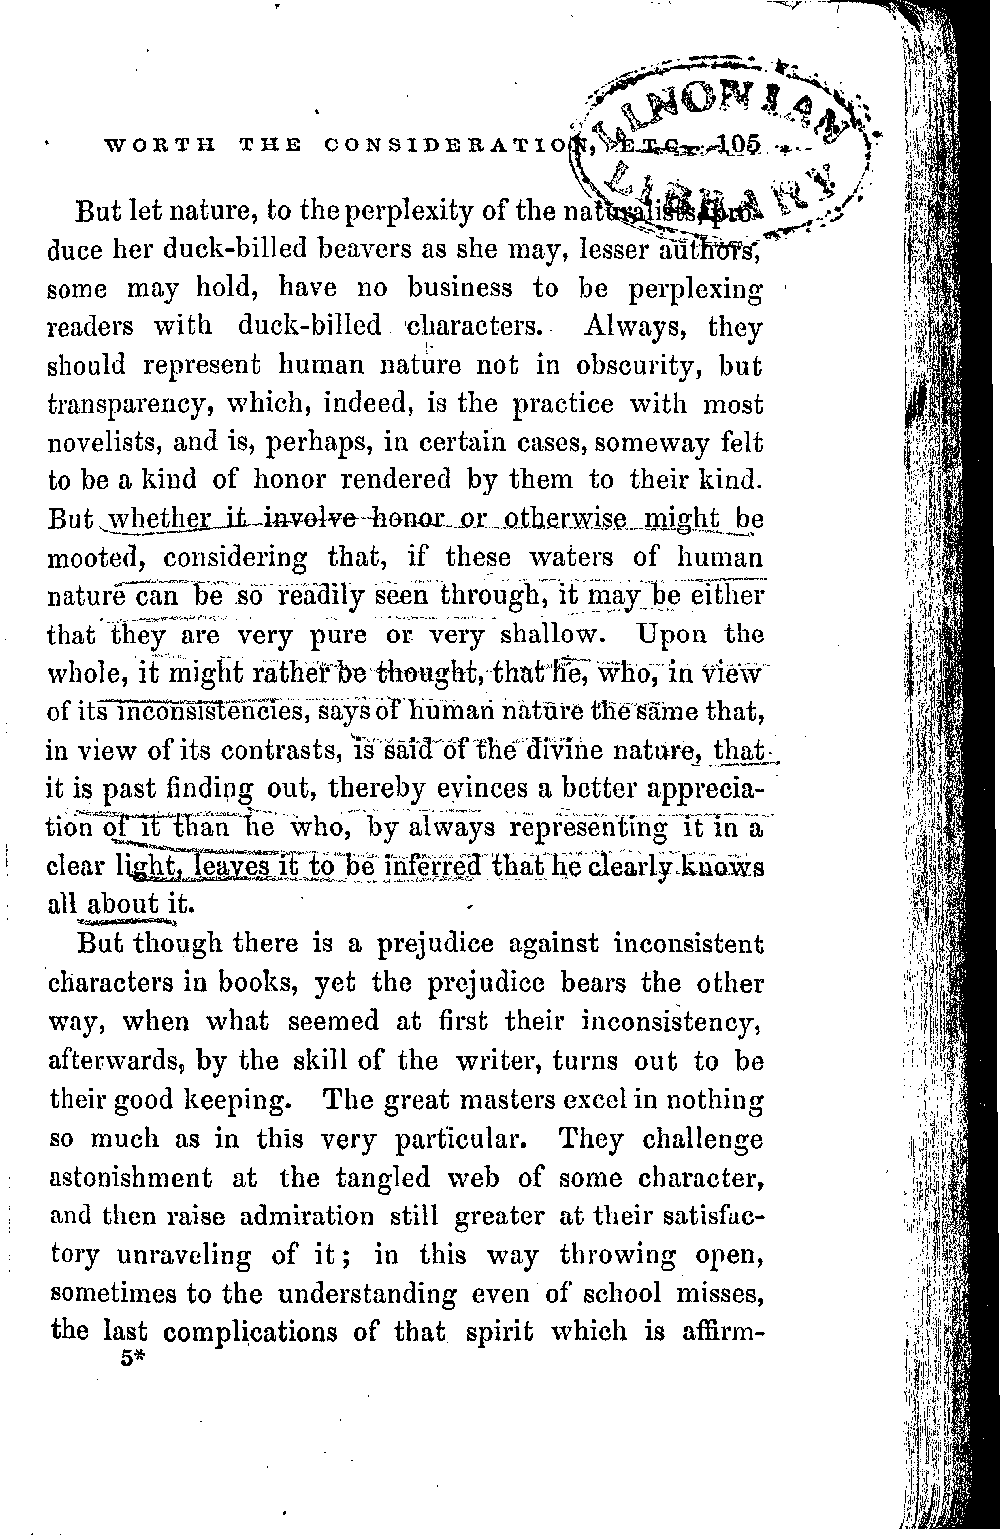 LINONIAN
LIBRARY
WORTH THE CONSIDERATION, ETC. 105
But let nature, to the perplexity of the naturalists, pro-
duce her duck-billed beavers as she may, lesser authors,
some may hold, have no business to be perplexing
readers with duck-billed characters. Always, they
should represent human nature not in obscurity, but
transparency, which, indeed, is the practice with most
novelists, and is, perhaps, in certain cases, someway felt
to be a kind of honor rendered by them to their kind.
But whether it involve honor or otherwise might be
mooted, considering that, if these waters of human
nature can be so readily seen through, it may be either
that they are very pure or very shallow. Upon the
whole, it might rather be thought, that he, who, in view
of its inconsistencies, says of human nature the same that,
in view of its contrasts, is said of the divine nature, that
it is past finding out, thereby evinces a better apprecia-
tion of it than he who, by always representing it in a
clear light, leaves it to be inferred that he clearly knows
all about it.
But though there is a prejudice against inconsistent
characters in books, yet the prejudice bears the other
way, when what seemed at first their inconsistency,
afterwards, by the skill of the writer, turns out to be
their good keeping. The great masters excel in nothing
so much as in this very particular. They challenge
astonishment at the tangled web of some character,
and then raise admiration still greater at their satisfac-
tory unraveling of it; in this way throwing open,
sometimes to the understanding even of school misses,
the last complications of that spirit which is affirm-
5*